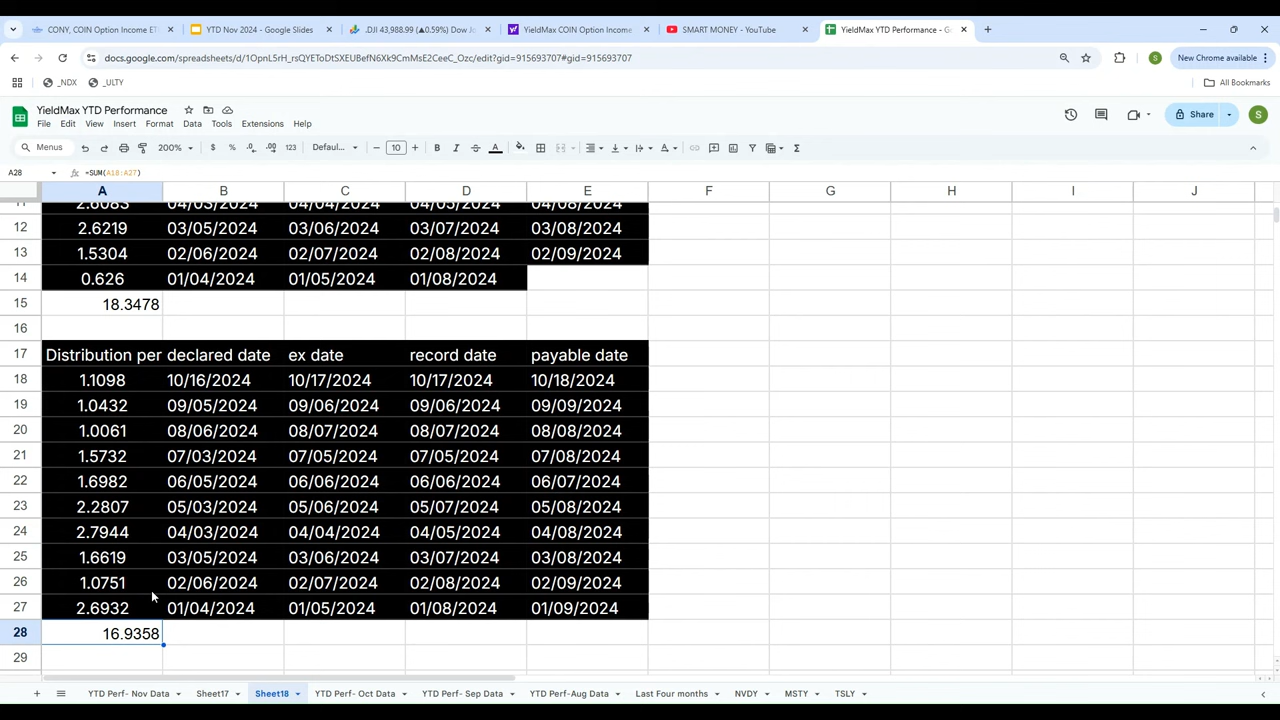 CONY, COIN Option Income ET
YTD Nov 2024 - Google Slides
.DJI 43,988.99 (▲0.59%) Dow Jo
YieldMax COIN Option Income
SMART MONEY - YouTube
YieldMax YTD Performance - G
docs.google.com/spreadsheets/d/1OpnL5rH_rsQYEToDtSXEUBefN6Xk9CmMsE2CeeC_Ozc/edit?gid=915693707#gid=915693707
S
New Chrome available
_NDX
_ULTY
All Bookmarks
YieldMax YTD Performance
File Edit View Insert Format Data Tools Extensions Help
Share
S
Menus
200%
$ % .0 .00 123
Defaul...
10
B I A
A28
fx =SUM(A18:A27)
A B C D E F G H I J
11 2.6083 04/03/2024 04/04/2024 04/05/2024 04/08/2024
12 2.6219 03/05/2024 03/06/2024 03/07/2024 03/08/2024
13 1.5304 02/06/2024 02/07/2024 02/08/2024 02/09/2024
14 0.626 01/04/2024 01/05/2024 01/08/2024
15 18.3478
16
17 Distribution per declared date ex date record date payable date
18 1.1098 10/16/2024 10/17/2024 10/17/2024 10/18/2024
19 1.0432 09/05/2024 09/06/2024 09/06/2024 09/09/2024
20 1.0061 08/06/2024 08/07/2024 08/07/2024 08/08/2024
21 1.5732 07/03/2024 07/05/2024 07/05/2024 07/08/2024
22 1.6982 06/05/2024 06/06/2024 06/06/2024 06/07/2024
23 2.2807 05/03/2024 05/06/2024 05/07/2024 05/08/2024
24 2.7944 04/03/2024 04/04/2024 04/05/2024 04/08/2024
25 1.6619 03/05/2024 03/06/2024 03/07/2024 03/08/2024
26 1.0751 02/06/2024 02/07/2024 02/08/2024 02/09/2024
27 2.6932 01/04/2024 01/05/2024 01/08/2024 01/09/2024
28 16.9358
29
YTD Perf- Nov Data Sheet17 Sheet18 YTD Perf- Oct Data YTD Perf- Sep Data YTD Perf-Aug Data Last Four months NVDY MSTY TSLY